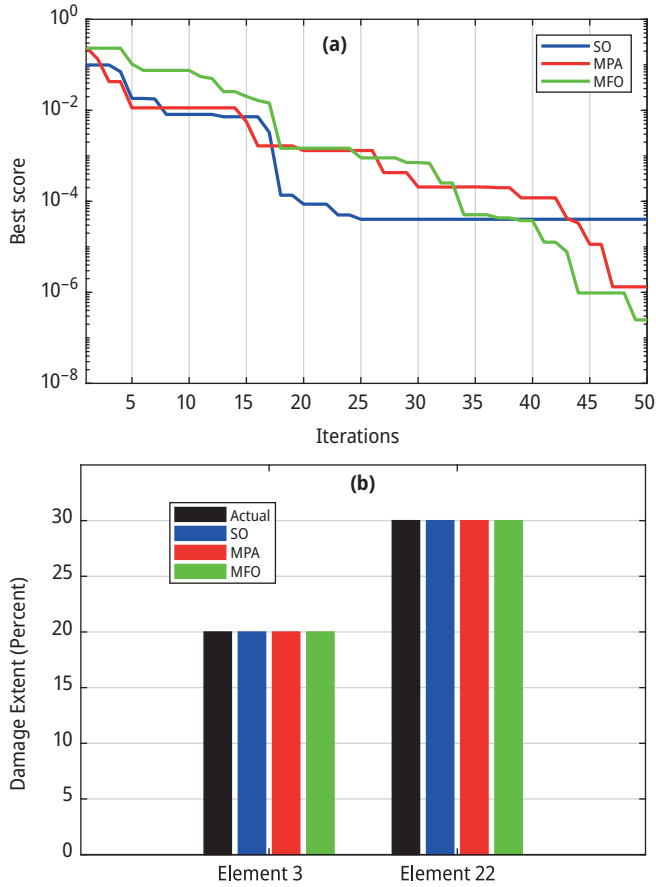 (a)
SO
MPA
MFO
Best score
10⁰
10⁻²
10⁻⁴
10⁻⁶
10⁻⁸
5 10 15 20 25 30 35 40 45 50
Iterations
(b)
Actual
SO
MPA
MFO
Damage Extent (Percent)
30
25
20
15
10
5
0
Element 3 Element 22